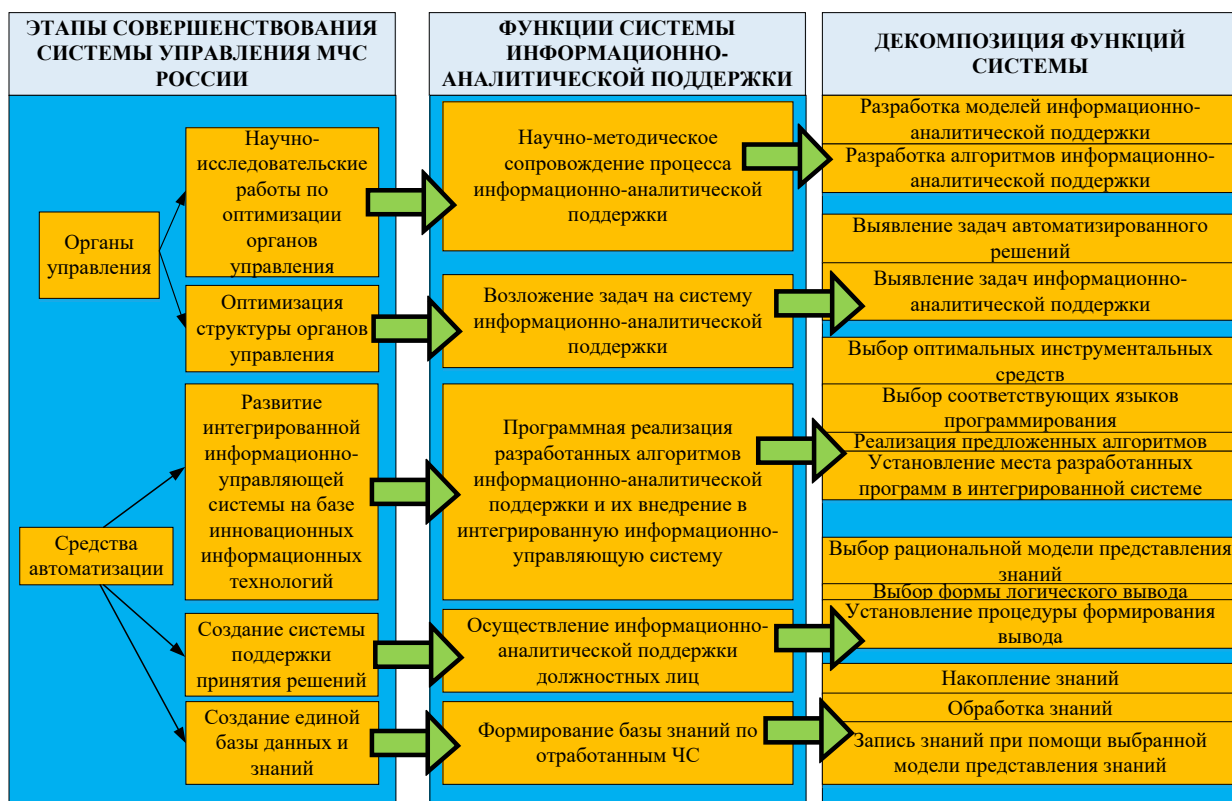 ЭТАПЫ СОВЕРШЕНСТВОВАНИЯ
СИСТЕМЫ УПРАВЛЕНИЯ МЧС
РОССИИ
Органы
управления
Научно-
исследовательские
работы по
оптимизации
органов
управления
Оптимизация
структуры органов
управления
Средства
автоматизации
Развитие
интегрированной
информационно-
управляющей
системы на базе
инновационных
информационных
технологий
Создание системы
поддержки
принятия решений
Создание единой
базы данных и
знаний
ФУНКЦИИ СИСТЕМЫ
ИНФОРМАЦИОННО-
АНАЛИТИЧЕСКОЙ ПОДДЕРЖКИ
Научно-методическое
сопровождение процесса
информационно-аналитической
поддержки
Возложение задач на систему
информационно-аналитической
поддержки
Программная реализация
разработанных алгоритмов
информационно-аналитической
поддержки и их внедрение в
интегрированную информационно-
управляющую систему
Осуществление информационно-
аналитической поддержки
должностных лиц
Формирование базы знаний по
отработанным ЧС
ДЕКОМПОЗИЦИЯ ФУНКЦИЙ
СИСТЕМЫ
Разработка моделей информационно-
аналитической поддержки
Разработка алгоритмов информационно-
аналитической поддержки
Выявление задач автоматизированного
решений
Выявление задач информационно-
аналитической поддержки
Выбор оптимальных инструментальных
средств
Выбор соответствующих языков
программирования
Реализация предложенных алгоритмов
Установление места разработанных
программ в интегрированной системе
Выбор рациональной модели представления
знаний
Выбор формы логического вывода
Установление процедуры формирования
вывода
Накопление знаний
Обработка знаний
Запись знаний при помощи выбранной
модели представления знаний